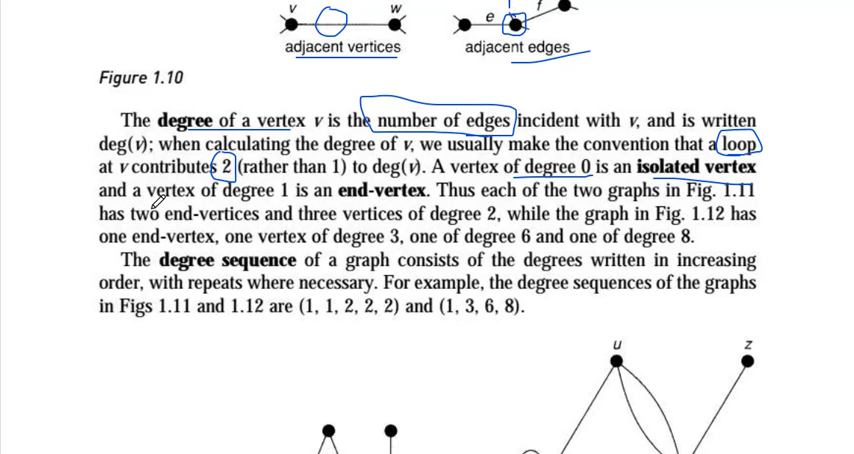 v w e f
adjacent vertices adjacent edges
Figure 1.10
The degree of a vertex v is the number of edges incident with v, and is written
deg(v); when calculating the degree of v, we usually make the convention that a loop
at v contributes 2 (rather than 1) to deg(v). A vertex of degree 0 is an isolated vertex
and a vertex of degree 1 is an end-vertex. Thus each of the two graphs in Fig. 1.11
has two end-vertices and three vertices of degree 2, while the graph in Fig. 1.12 has
one end-vertex, one vertex of degree 3, one of degree 6 and one of degree 8.
The degree sequence of a graph consists of the degrees written in increasing
order, with repeats where necessary. For example, the degree sequences of the graphs
in Figs 1.11 and 1.12 are (1, 1, 2, 2, 2) and (1, 3, 6, 8).
u z